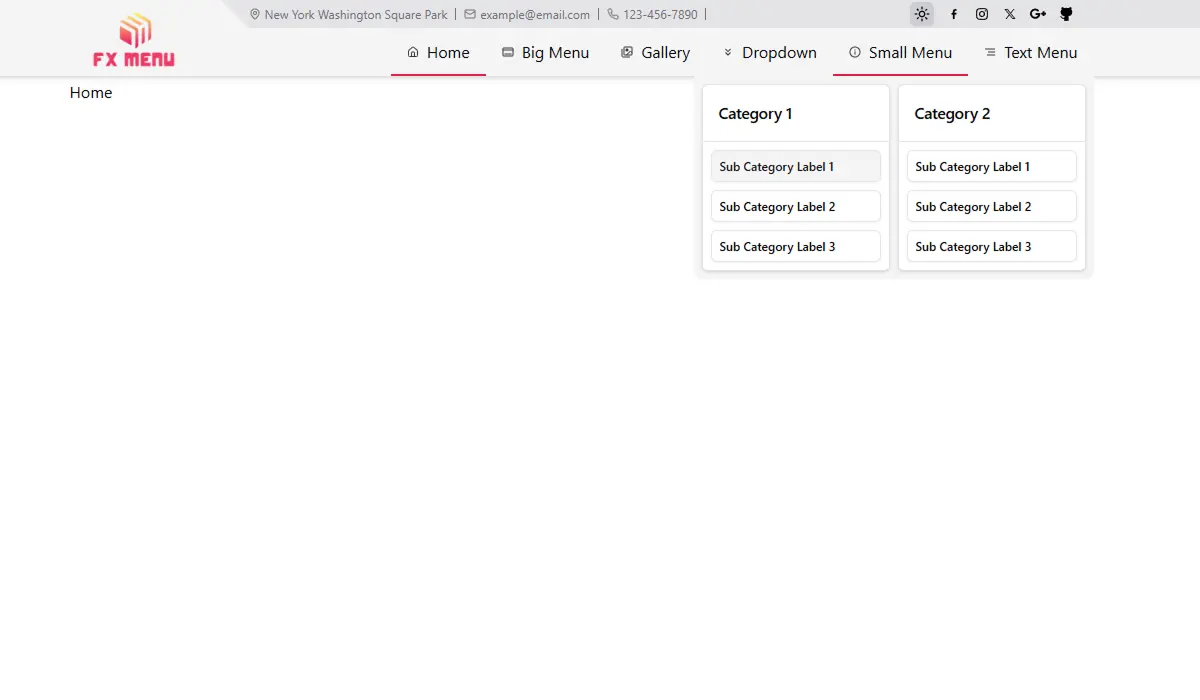 New York Washington Square Park | example@email.com | 123-456-7890 |
FX MENU
Home Big Menu Gallery Dropdown Small Menu Text Menu
Home
Category 1
Sub Category Label 1
Sub Category Label 2
Sub Category Label 3
Category 2
Sub Category Label 1
Sub Category Label 2
Sub Category Label 3